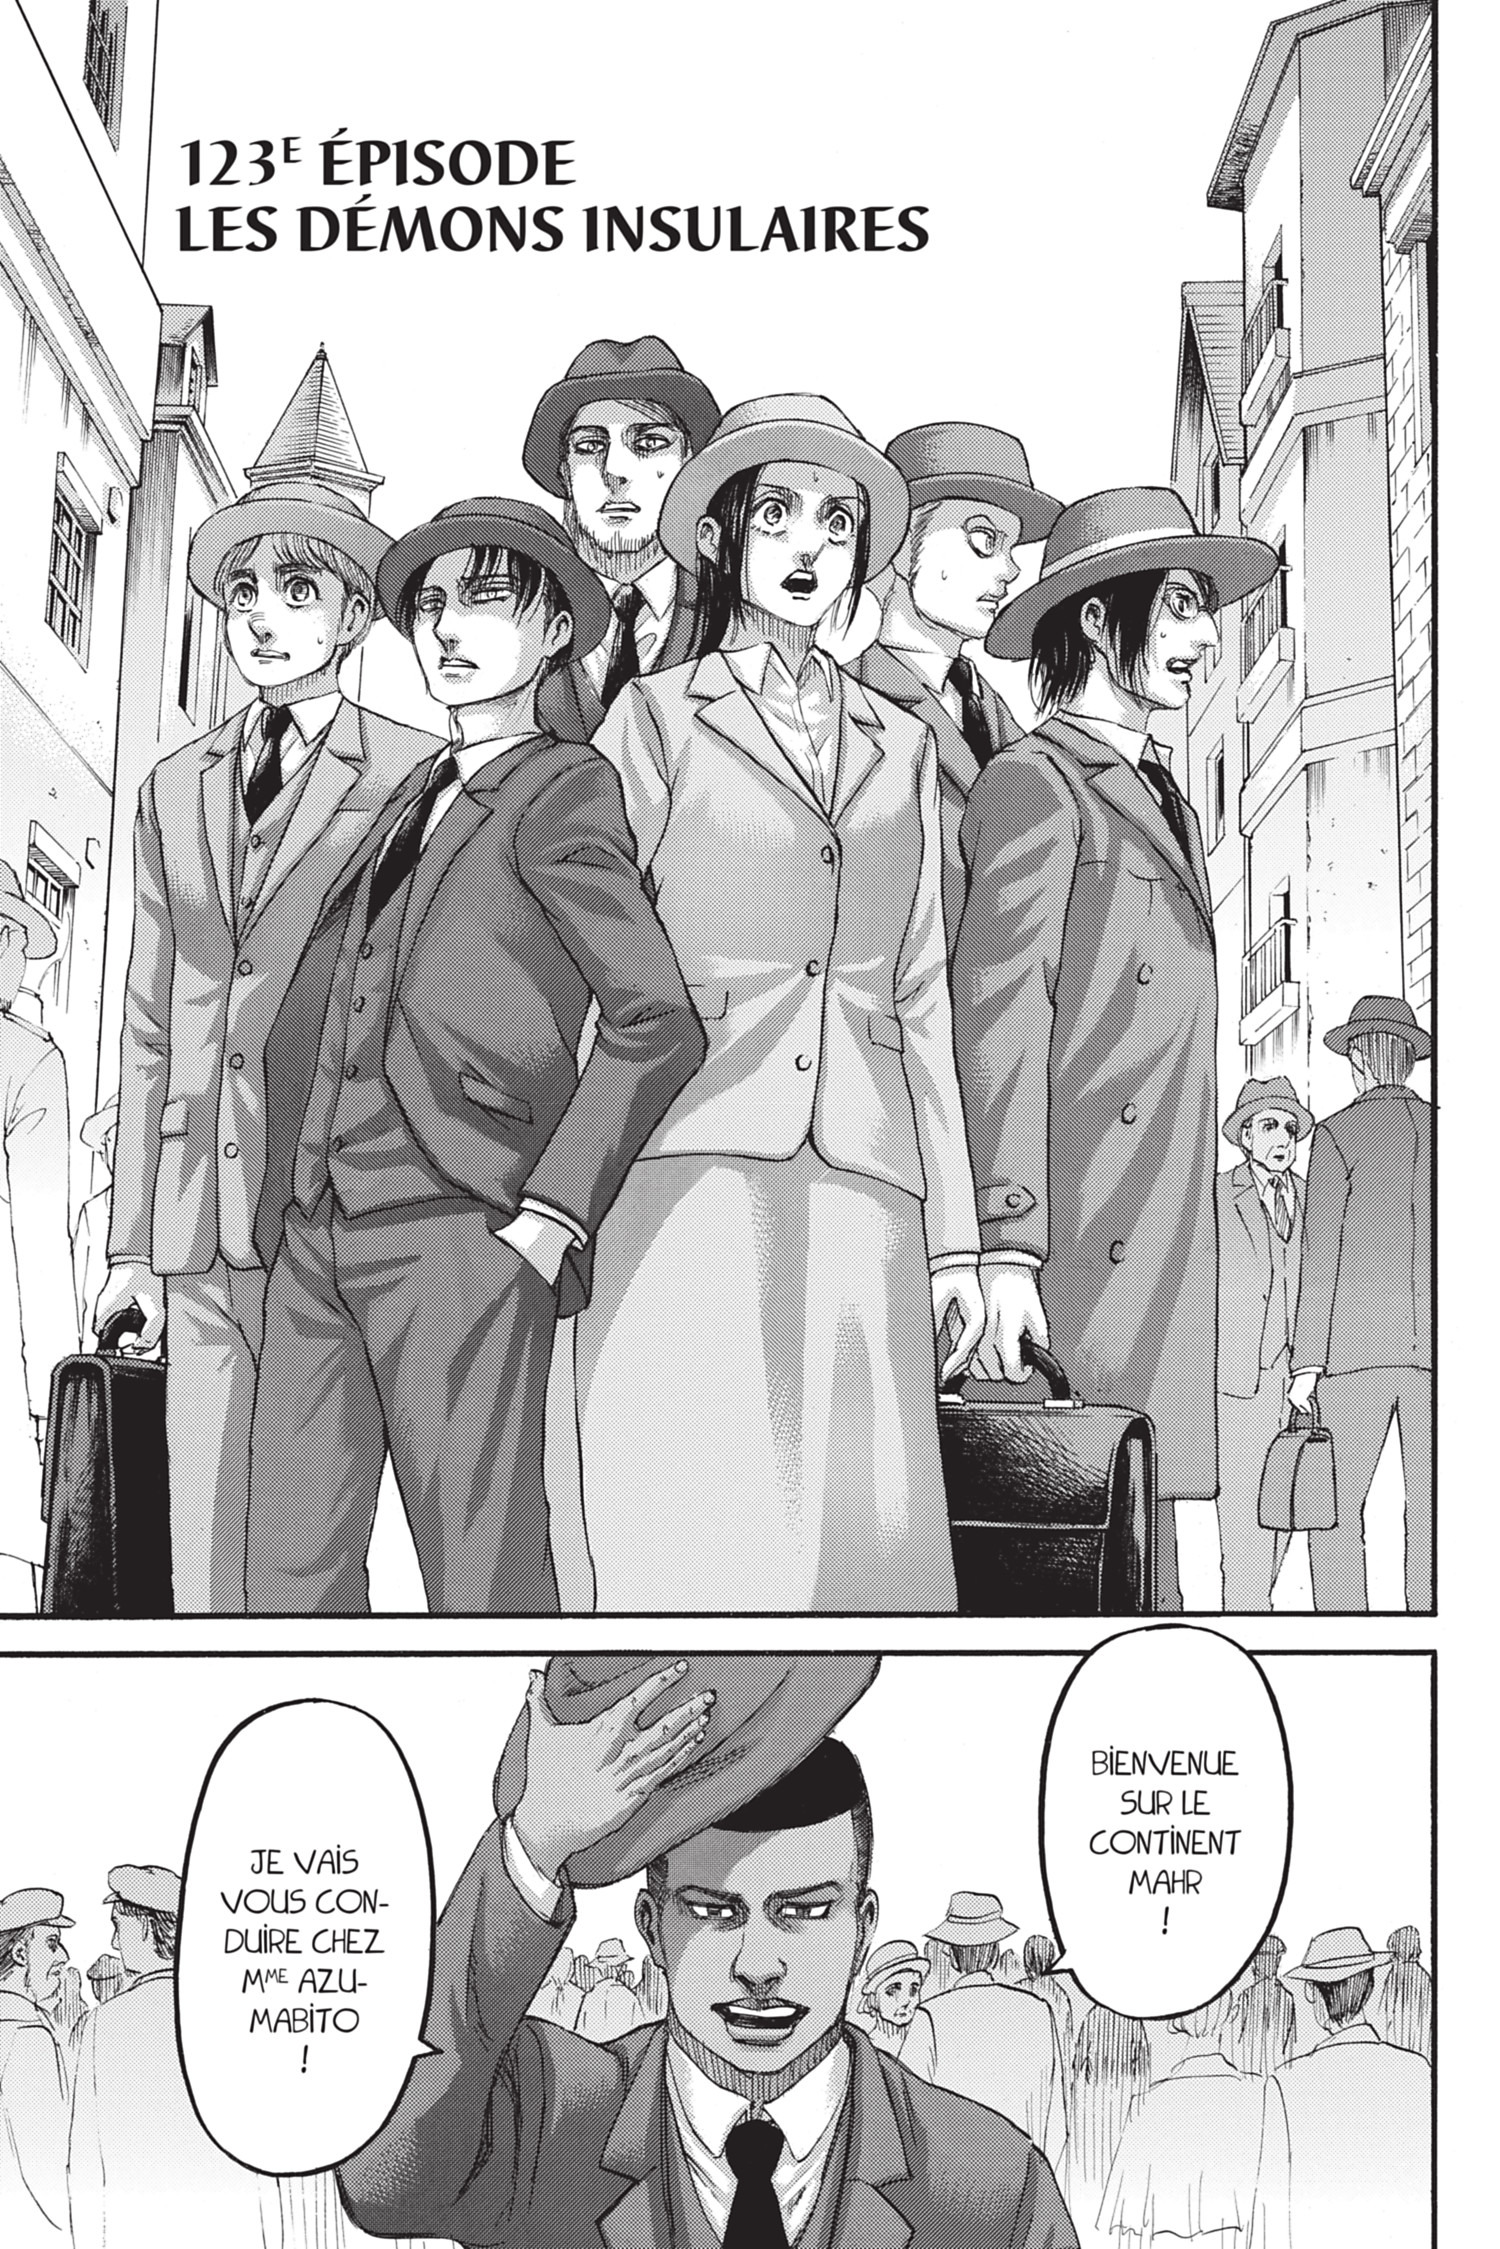 123E ÉPISODE
LES DÉMONS INSULAIRES
BIENVENUE
SUR LE
CONTINENT
MAHR
!
JE VAIS
VOUS CON-
DUIRE CHEZ
MME AZU-
MABITO
!